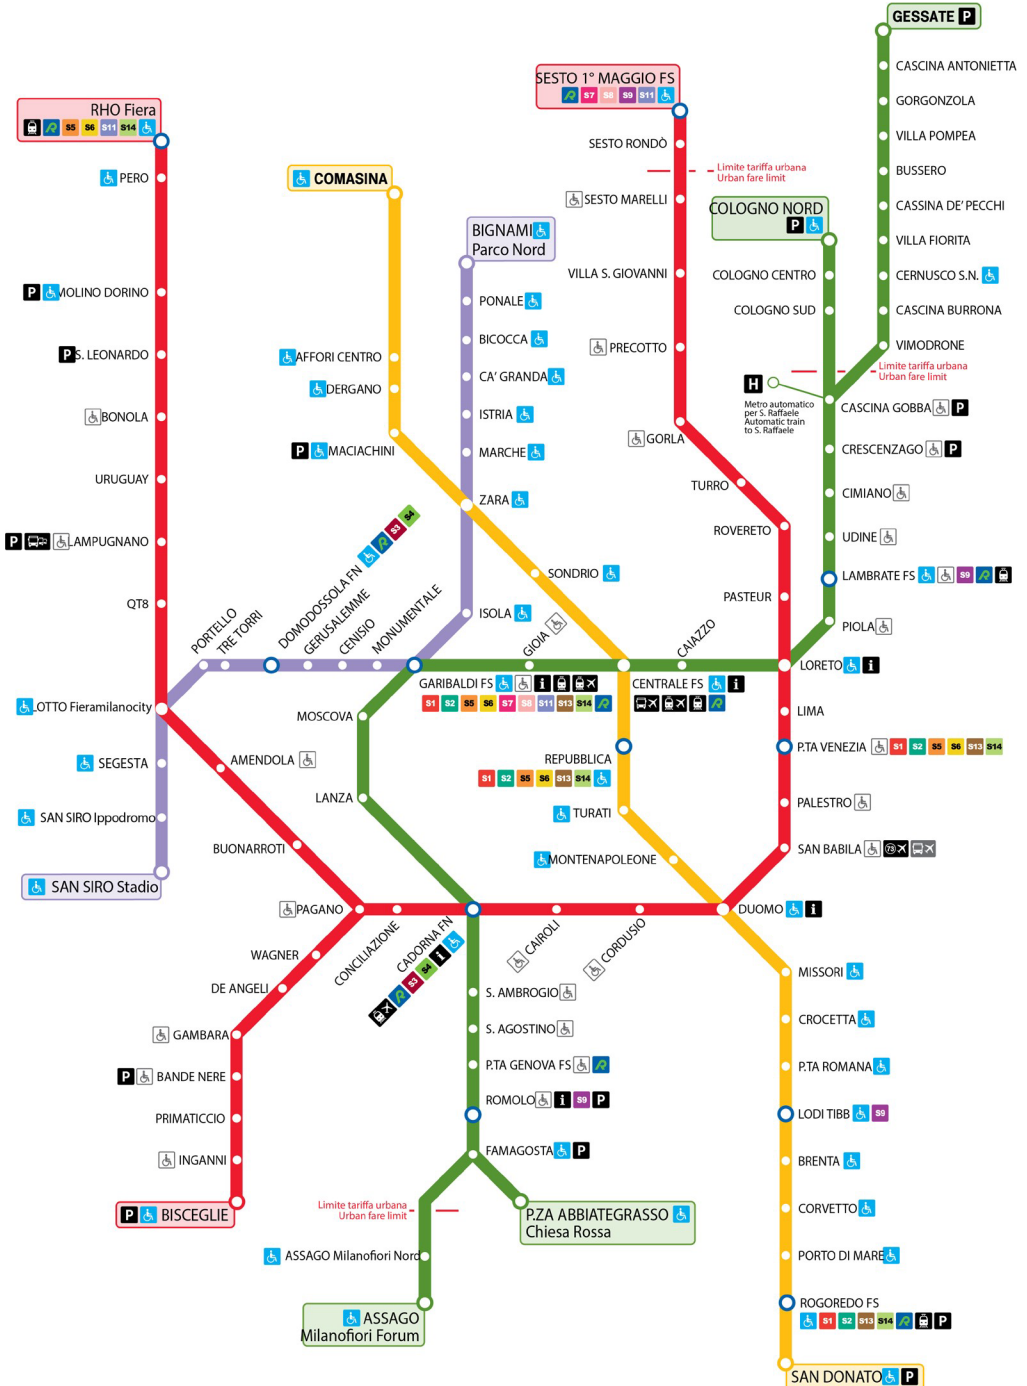 GESSATE P
CASCINA ANTONIETTA
GORGONZOLA
VILLA POMPEA
BUSSERO
CASSINA DE' PECCHI
VILLA FIORITA
CERNUSCO S.N.
CASCINA BURRONA
VIMODRONE
Limite tariffa urbana
Urban fare limit
RHO Fiera
R S5 S6 S11 S14
PERO
P MOLINO DORINO
P S. LEONARDO
BONOLA
URUGUAY
P LAMPUGNANO
QT8
LOTTO Fieramilanocity
SEGESTA
SAN SIRO Ippodromo
SAN SIRO Stadio
COMASINA
AFFORI CENTRO
DERGANO
P MACIACHINI
BIGNAMI
Parco Nord
PONALE
BICOCCA
CA' GRANDA
ISTRIA
MARCHE
ZARA
SONDRIO
ISOLA
SESTO 1° MAGGIO FS
R S7 S8 S9 S11
SESTO RONDÒ
Limite tariffa urbana
Urban fare limit
SESTO MARELLI
VILLA S. GIOVANNI
PRECOTTO
GORLA
TURRO
ROVERETO
PASTEUR
COLOGNO NORD
P
COLOGNO CENTRO
COLOGNO SUD
H
Metro automatico
per S. Raffaele
Automatic train
to S. Raffaele
CASCINA GOBBA P
CRESCENZAGO P
CIMIANO
UDINE
LAMBRATE FS S9 R
PIOLA
LORETO i
PORTELLO
TRE TORRI
DOMODOSSOLA FN R S3 S4
GERUSALEMME
CENISIO
MONUMENTALE
GIOIA
CAIAZZO
GARIBALDI FS i
S1 S2 S5 S6 S7 S8 S11 S13 S14 R
CENTRALE FS i
R
MOSCOVA
LANZA
REPUBBLICA
S1 S2 S5 S6 S13 S14
TURATI
MONTENAPOLEONE
LIMA
P.TA VENEZIA S1 S2 S5 S6 S13 S14
PALESTRO
SAN BABILA 73
DUOMO i
AMENDOLA
BUONARROTI
PAGANO
CONCILIAZIONE
CADORNA FN
R S3 S4 i
CAIROLI
CORDUSIO
WAGNER
DE ANGELI
GAMBARA
P BANDE NERE
PRIMATICCIO
INGANNI
P BISCEGLIE
S. AMBROGIO
S. AGOSTINO
P.TA GENOVA FS R
ROMOLO i S9 P
FAMAGOSTA P
Limite tariffa urbana
Urban fare limit
P.ZA ABBIATEGRASSO
Chiesa Rossa
ASSAGO Milanofiori Nord
ASSAGO
Milanofiori Forum
MISSORI
CROCETTA
P.TA ROMANA
LODI TIBB S9
BRENTA
CORVETTO
PORTO DI MARE
ROGOREDO FS
S1 S2 S13 S14 R P
SAN DONATO P